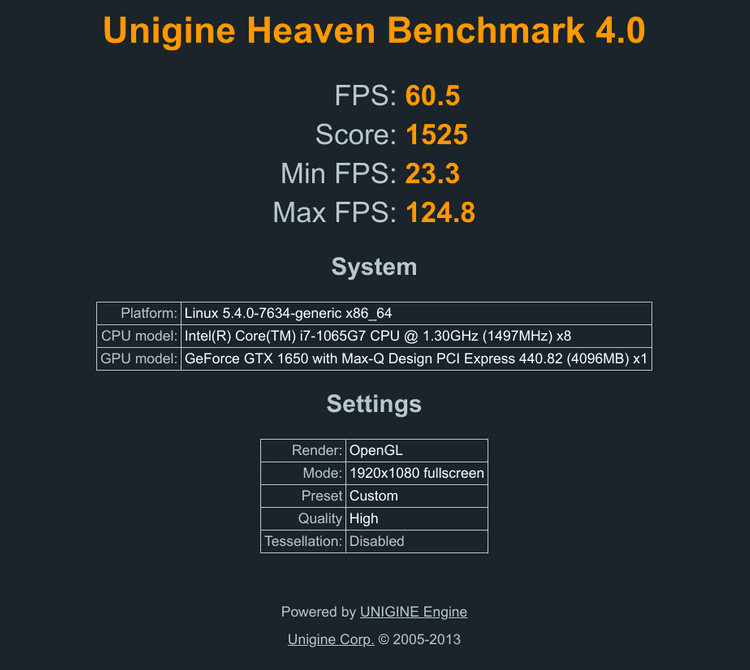 Unigine Heaven Benchmark 4.0
FPS: 60.5
Score: 1525
Min FPS: 23.3
Max FPS: 124.8
System
Platform: Linux 5.4.0-7634-generic x86_64
CPU model: Intel(R) Core(TM) i7-1065G7 CPU @ 1.30GHz (1497MHz) x8
GPU model: GeForce GTX 1650 with Max-Q Design PCI Express 440.82 (4096MB) x1
Settings
Render: OpenGL
Mode: 1920x1080 fullscreen
Preset Custom
Quality High
Tessellation: Disabled
Powered by UNIGINE Engine
Unigine Corp. © 2005-2013